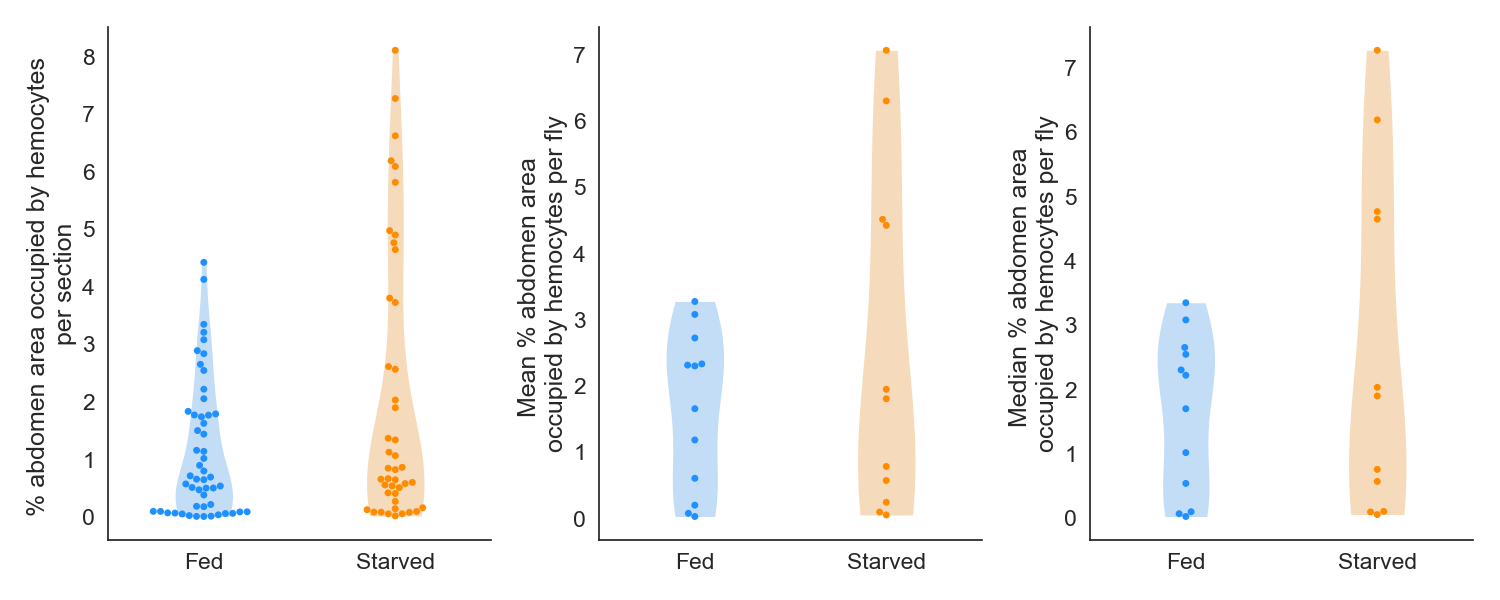 % abdomen area occupied by hemocytes
per section
8
7
6
5
4
3
2
1
0
Fed
Starved
Mean % abdomen area
occupied by hemocytes per fly
7
6
5
4
3
2
1
0
Fed
Starved
Median % abdomen area
occupied by hemocytes per fly
7
6
5
4
3
2
1
0
Fed
Starved